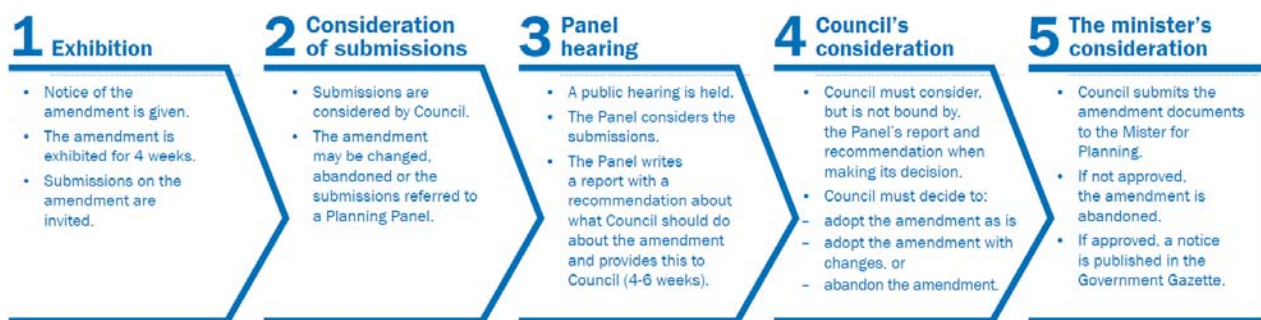 1 Exhibition
• Notice of the
amendment is given.
• The amendment is
exhibited for 4 weeks.
• Submissions on the
amendment are
invited.
2 Consideration
of submissions
• Submissions are
considered by Council.
• The amendment
may be changed,
abandoned or the
submissions referred to
a Planning Panel.
3 Panel
hearing
• A public hearing is held.
• The Panel considers the
submissions.
• The Panel writes
a report with a
recommendation about
what Council should do
about the amendment
and provides this to
Council (4-6 weeks).
4 Council's
consideration
• Council must consider,
but is not bound by,
the Panel's report and
recommendation when
making its decision.
• Council must decide to:
– adopt the amendment as is
– adopt the amendment with
changes, or
– abandon the amendment.
5 The minister's
consideration
• Council submits the
amendment documents
to the Mister for
Planning.
• If not approved,
the amendment is
abandoned.
• If approved, a notice
is published in the
Government Gazette.